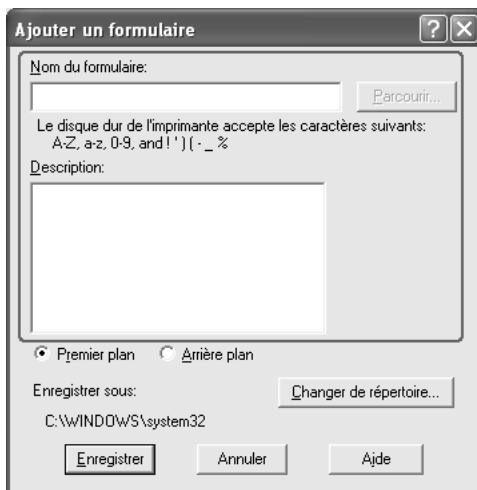 Ajouter un formulaire
Nom du formulaire:
Parcourir...
Le disque dur de l'imprimante accepte les caractères suivants:
A-Z, a-z, 0-9, and ! ' ) ( - _ %
Description:
Premier plan Arrière plan
Enregistrer sous: Changer de répertoire...
C:\WINDOWS\system32
Enregistrer Annuler Aide